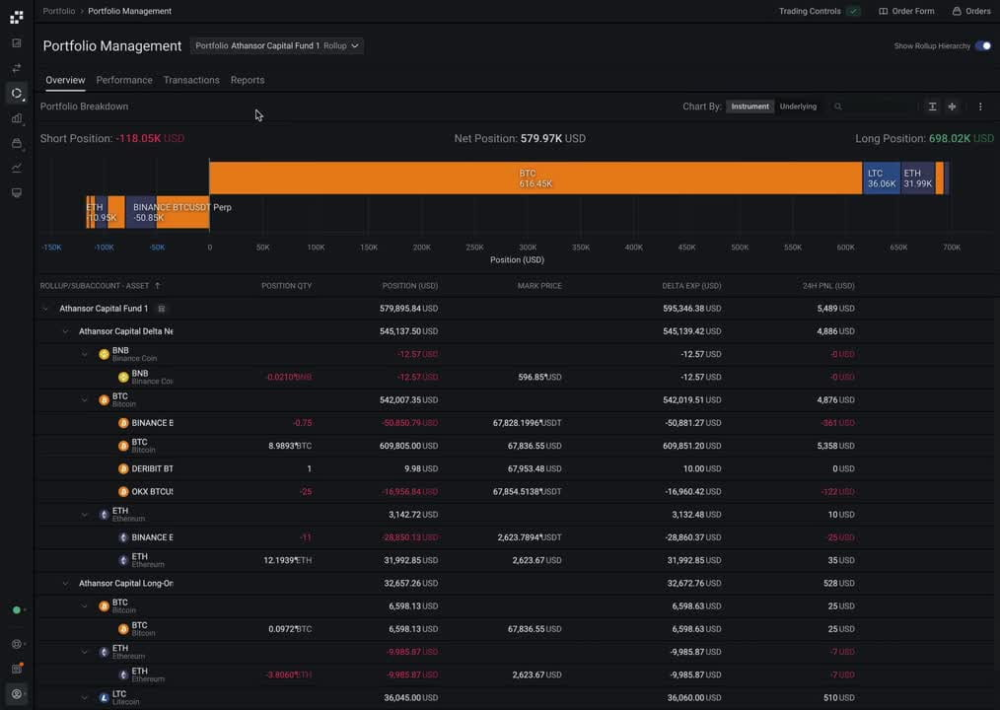 Portfolio > Portfolio Management Trading Controls Order Form Orders
Portfolio Management Portfolio Athansor Capital Fund 1 Rollup Show Rollup Hierarchy
Overview Performance Transactions Reports
Portfolio Breakdown Chart By: Instrument Underlying
Short Position: -118.05K USD Net Position: 579.97K USD Long Position: 698.02K USD
BTC LTC ETH
616.45K 36.06K 31.99K
ETH BINANCE BTCUSDT Perp
-10.95K -50.85K
-150K -100K -50K 0 50K 100K 150K 200K 250K 300K 350K 400K 450K 500K 550K 600K 650K 700K
Position (USD)
ROLLUP/SUBACCOUNT - ASSET ↑ POSITION QTY POSITION (USD) MARK PRICE DELTA EXP (USD) 24H PNL (USD)
Athansor Capital Fund 1 579,895.84 USD 595,346.38 USD 5,489 USD
Athansor Capital Delta Ne 545,137.50 USD 545,139.42 USD 4,886 USD
BNB -12.57 USD -12.57 USD -0 USD
Binance Coin
BNB -0.0210 BNB -12.57 USD 596.85 USD -12.57 USD -0 USD
Binance Coi
BTC 542,007.35 USD 542,019.51 USD 4,876 USD
Bitcoin
BINANCE E -0.75 -50,850.79 USD 67,828.1996 USDT -50,881.27 USD -361 USD
BTC 8.9893 BTC 609,805.00 USD 67,836.55 USD 609,851.20 USD 5,358 USD
Bitcoin
DERIBIT BT 1 9.98 USD 67,953.48 USD 10.00 USD 0 USD
OKX BTCU -25 -16,956.84 USD 67,854.5138 USDT -16,960.42 USD -122 USD
ETH 3,142.72 USD 3,132.48 USD 10 USD
Ethereum
BINANCE E -11 -28,850.13 USD 2,623.7894 USDT -28,860.37 USD -25 USD
ETH 12.1939 ETH 31,992.85 USD 2,623.67 USD 31,992.85 USD 35 USD
Ethereum
Athansor Capital Long-On 32,657.26 USD 32,672.76 USD 528 USD
BTC 6,598.13 USD 6,598.63 USD 25 USD
Bitcoin
BTC 0.0972 BTC 6,598.13 USD 67,836.55 USD 6,598.63 USD 25 USD
Bitcoin
ETH -9,985.87 USD -9,985.87 USD -7 USD
Ethereum
ETH -3.8060 ETH -9,985.87 USD 2,623.67 USD -9,985.87 USD -7 USD
Ethereum
LTC 36,045.00 USD 36,060.00 USD 510 USD
Litecoin